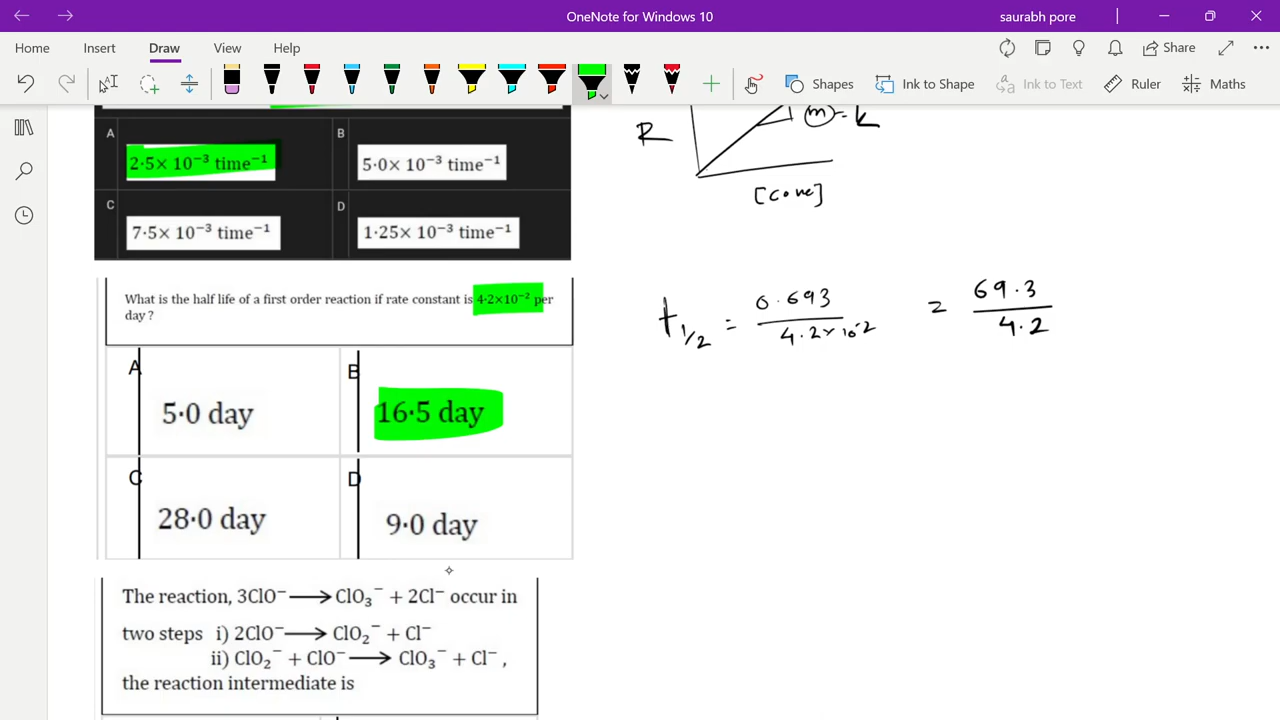 OneNote for Windows 10
saurabh pore
Home Insert Draw View Help
Share
Shapes Ink to Shape Ink to Text Ruler Maths
A
2·5× 10⁻³ time⁻¹
B
5·0× 10⁻³ time⁻¹
C
7·5× 10⁻³ time⁻¹
D
1·25× 10⁻³ time⁻¹
R
m = k
[conc]
What is the half life of a first order reaction if rate constant is 4·2×10⁻² per
day ?
A
5·0 day
B
16·5 day
C
28·0 day
D
9·0 day
t1/2 = 0.693 / 4.2×10⁻² = 69.3 / 4.2
The reaction, 3ClO⁻ ⟶ ClO₃⁻ + 2Cl⁻ occur in
two steps i) 2ClO⁻ ⟶ ClO₂⁻ + Cl⁻
ii) ClO₂⁻ + ClO⁻ ⟶ ClO₃⁻ + Cl⁻ ,
the reaction intermediate is